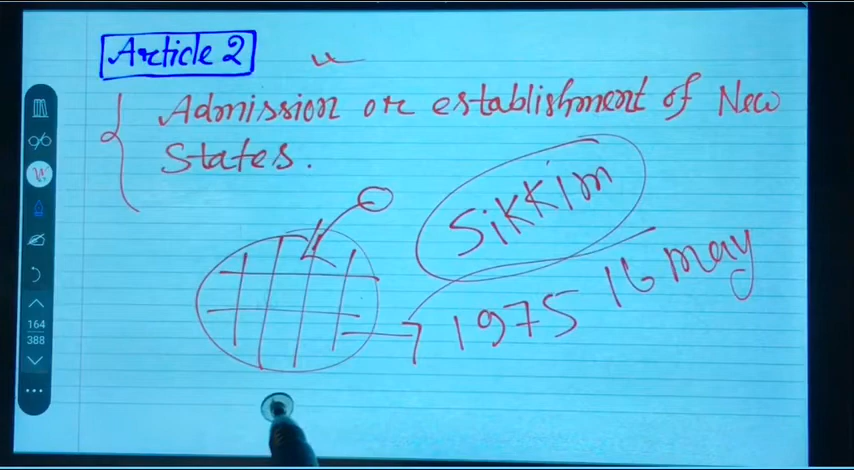 Article 2
Admission or establishment of New
States.
Sikkim
1975 16 may
164
388